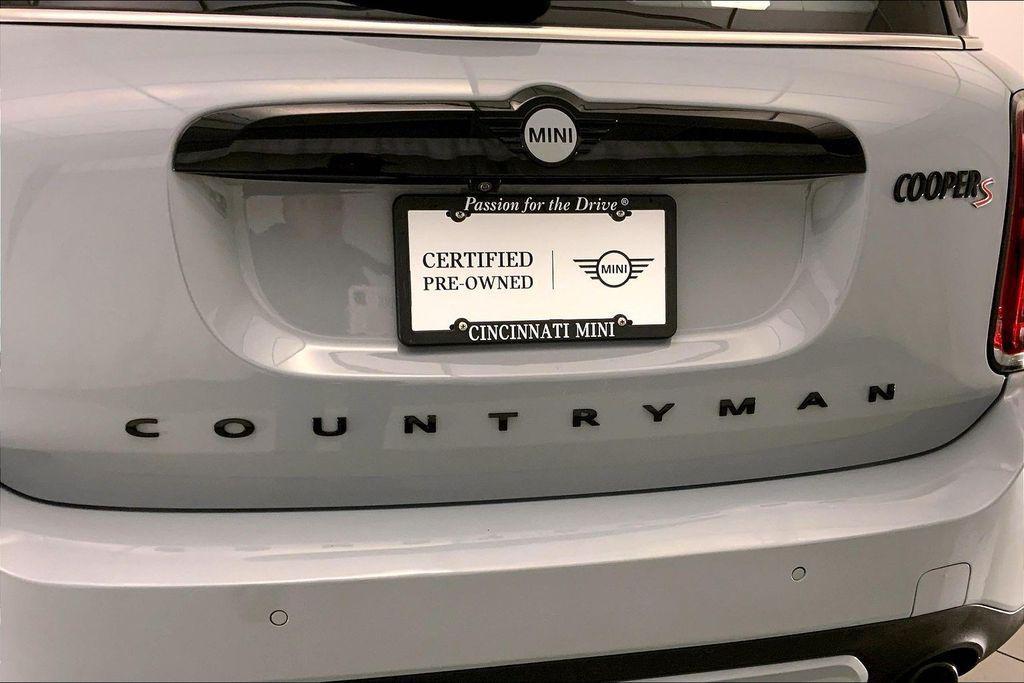 MINI
COOPER S
Passion for the Drive®
CERTIFIED
PRE-OWNED
MINI
CINCINNATI MINI
COUNTRYMAN